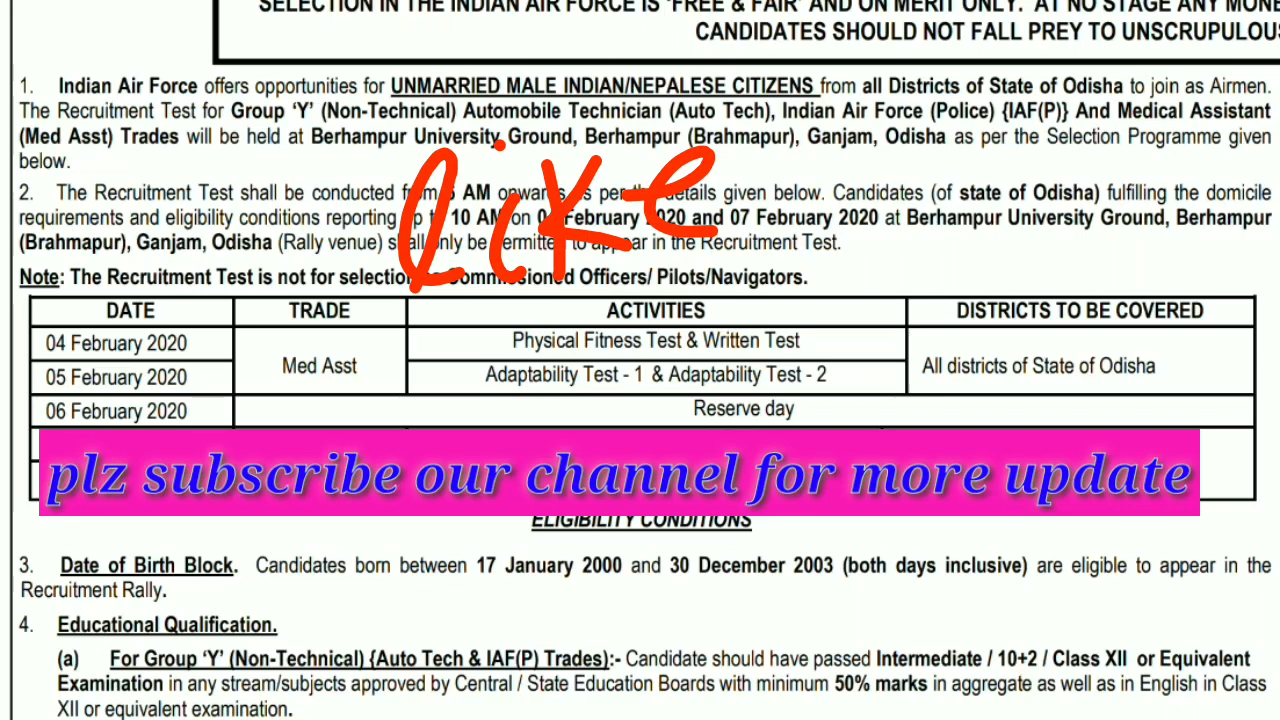 SELECTION IN THE INDIAN AIR FORCE IS 'FREE & FAIR' AND ON MERIT ONLY. AT NO STAGE ANY MONE
CANDIDATES SHOULD NOT FALL PREY TO UNSCRUPULOUS
1. Indian Air Force offers opportunities for UNMARRIED MALE INDIAN/NEPALESE CITIZENS from all Districts of State of Odisha to join as Airmen.
The Recruitment Test for Group 'Y' (Non-Technical) Automobile Technician (Auto Tech), Indian Air Force (Police) {IAF(P)} And Medical Assistant
(Med Asst) Trades will be held at Berhampur University Ground, Berhampur (Brahmapur), Ganjam, Odisha as per the Selection Programme given
below.
like
2. The Recruitment Test shall be conducted from AM onwards as per the details given below. Candidates (of state of Odisha) fulfilling the domicile
requirements and eligibility conditions reporting up to 10 AM on February 2020 and 07 February 2020 at Berhampur University Ground, Berhampur
(Brahmapur), Ganjam, Odisha (Rally venue) shall only be permitted to appear in the Recruitment Test.
Note: The Recruitment Test is not for selection as Commissioned Officers/ Pilots/Navigators.
DATE TRADE ACTIVITIES DISTRICTS TO BE COVERED
04 February 2020 Physical Fitness Test & Written Test
Med Asst All districts of State of Odisha
05 February 2020 Adaptability Test - 1 & Adaptability Test - 2
06 February 2020 Reserve day
plz subscribe our channel for more update
ELIGIBILITY CONDITIONS
3. Date of Birth Block. Candidates born between 17 January 2000 and 30 December 2003 (both days inclusive) are eligible to appear in the
Recruitment Rally.
4. Educational Qualification.
(a) For Group 'Y' (Non-Technical) {Auto Tech & IAF(P) Trades):- Candidate should have passed Intermediate / 10+2 / Class XII or Equivalent
Examination in any stream/subjects approved by Central / State Education Boards with minimum 50% marks in aggregate as well as in English in Class
XII or equivalent examination.